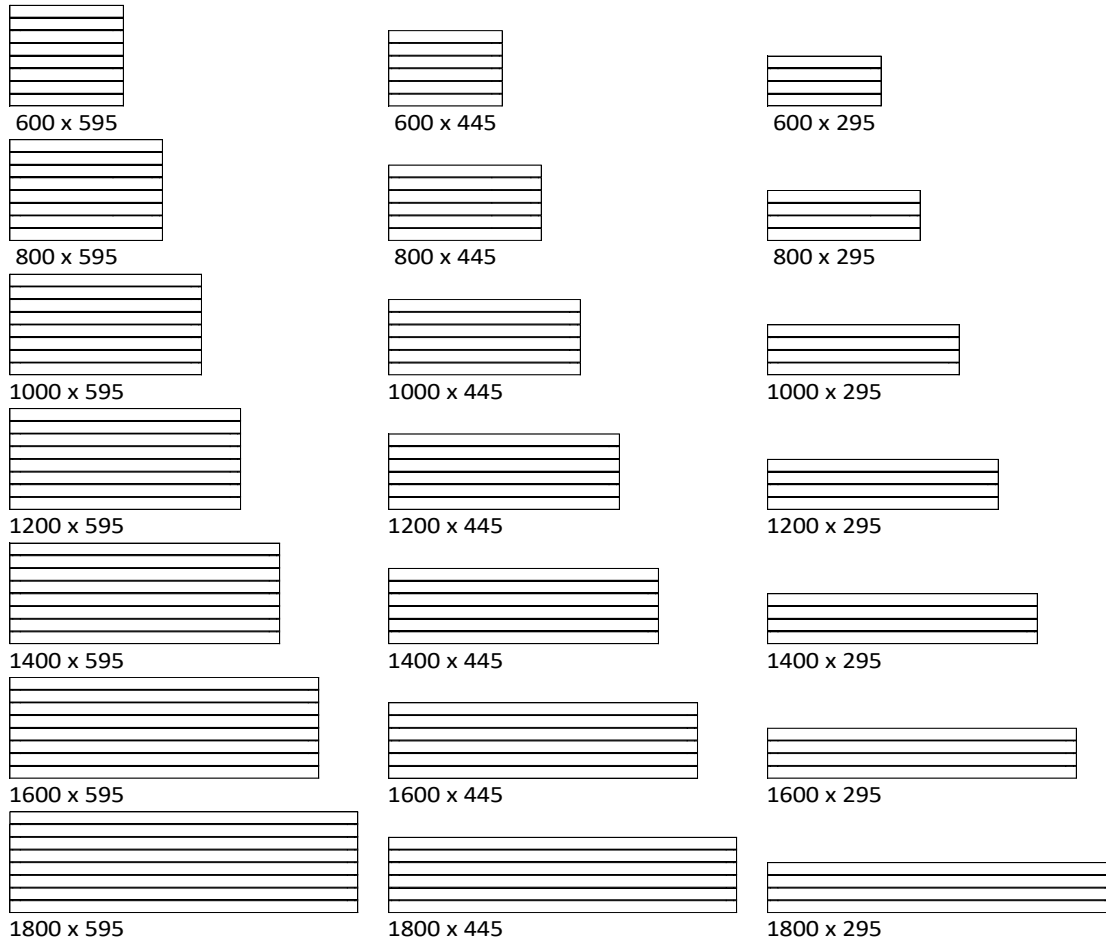 600 x 595
600 x 445
600 x 295
800 x 595
800 x 445
800 x 295
1000 x 595
1000 x 445
1000 x 295
1200 x 595
1200 x 445
1200 x 295
1400 x 595
1400 x 445
1400 x 295
1600 x 595
1600 x 445
1600 x 295
1800 x 595
1800 x 445
1800 x 295